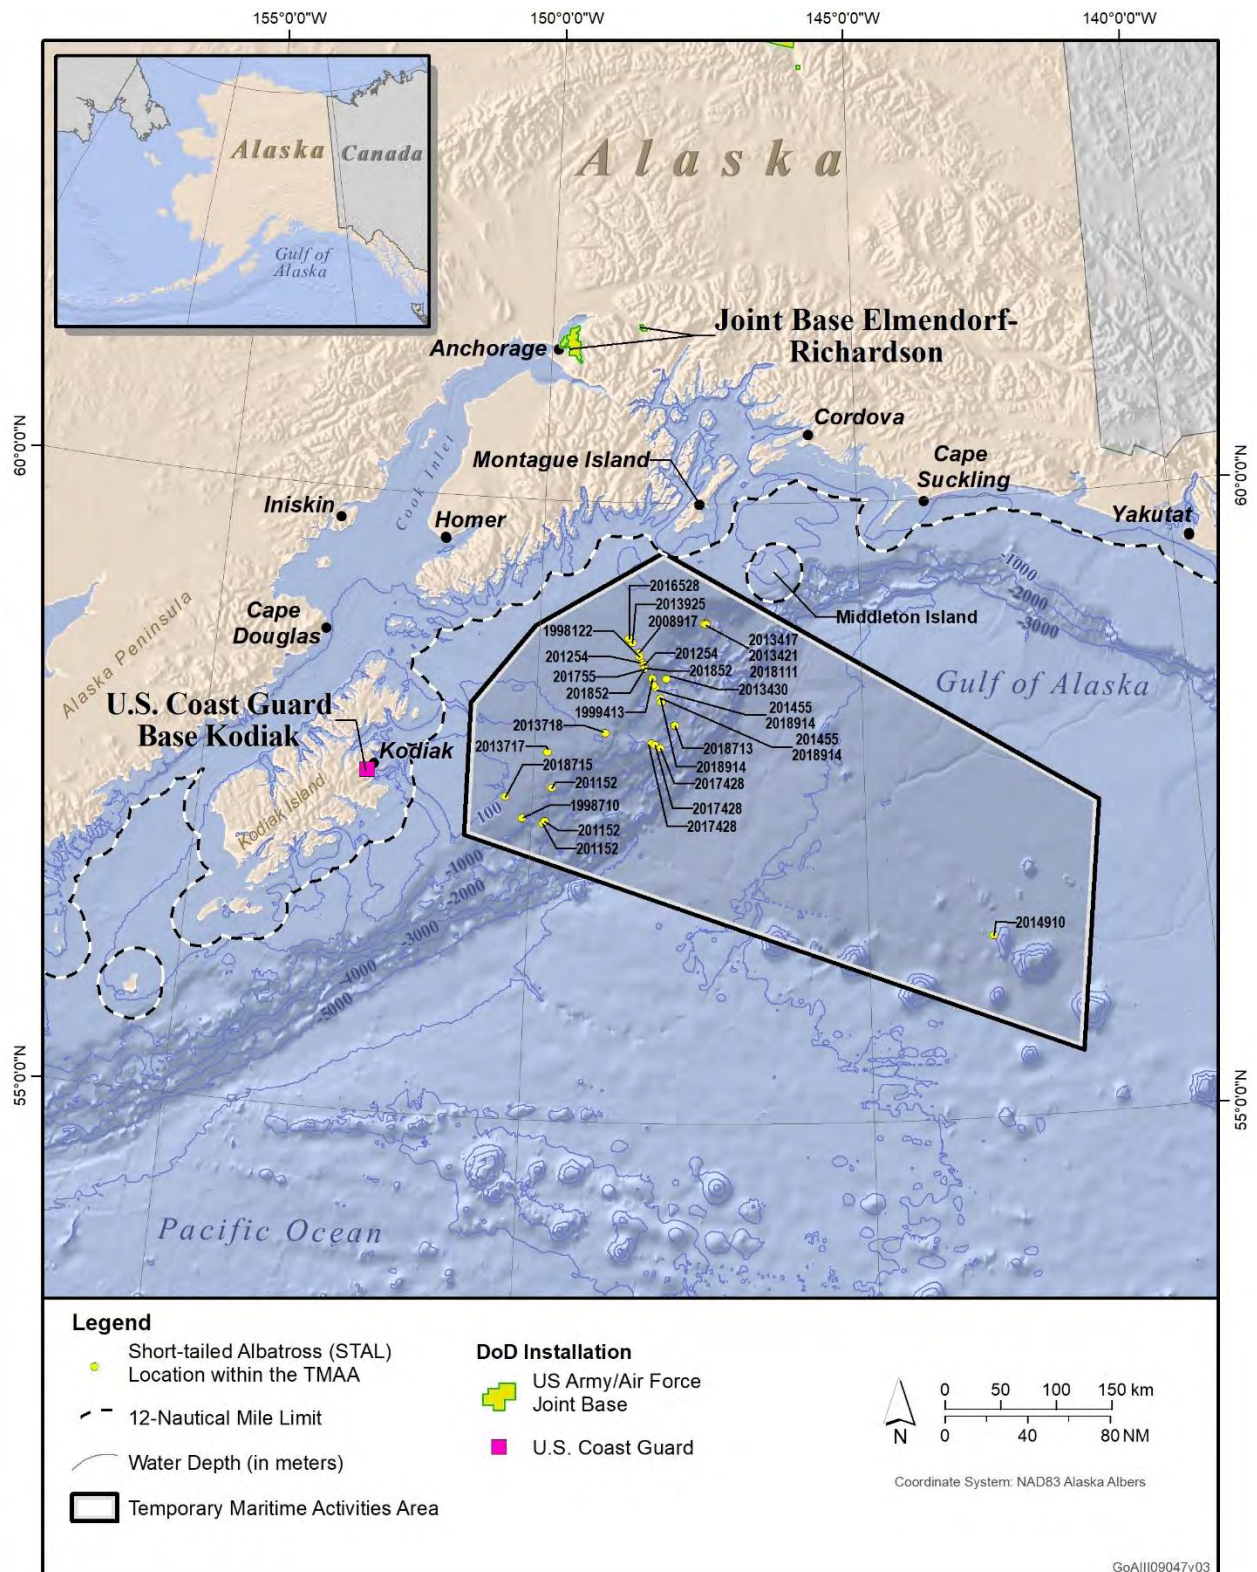 155°0'0"W
150°0'0"W
145°0'0"W
140°0'0"W
Alaska
Canada
Gulf of
Alaska
Alaska
Joint Base Elmendorf-
Richardson
Anchorage
Cordova
60°0'0"N
60°0'0"N
Montague Island
Cape
Suckling
Cook Inlet
Iniskin
Homer
Yakutat
-1000
-2000
-3000
Middleton Island
Cape
Douglas
Alaska Peninsula
2016528
2013925
2008917
1998122
201254
201254
201755
201852
201852
1999413
2013417
2013421
2018111
2013430
201455
2018914
201455
2018914
Gulf of Alaska
U.S. Coast Guard
Base Kodiak
Kodiak
Kodiak Island
2013718
2013717
2018715
201152
1998710
201152
201152
2018713
2018914
2017428
2017428
2017428
-100
-1000
-2000
-3000
-4000
-5000
2014910
55°0'0"N
55°0'0"N
Pacific Ocean
Legend
Short-tailed Albatross (STAL)
Location within the TMAA
12-Nautical Mile Limit
Water Depth (in meters)
Temporary Maritime Activities Area
DoD Installation
US Army/Air Force
Joint Base
U.S. Coast Guard
N
0 50 100 150 km
0 40 80 NM
Coordinate System: NAD83 Alaska Albers
GoAIII09047v03